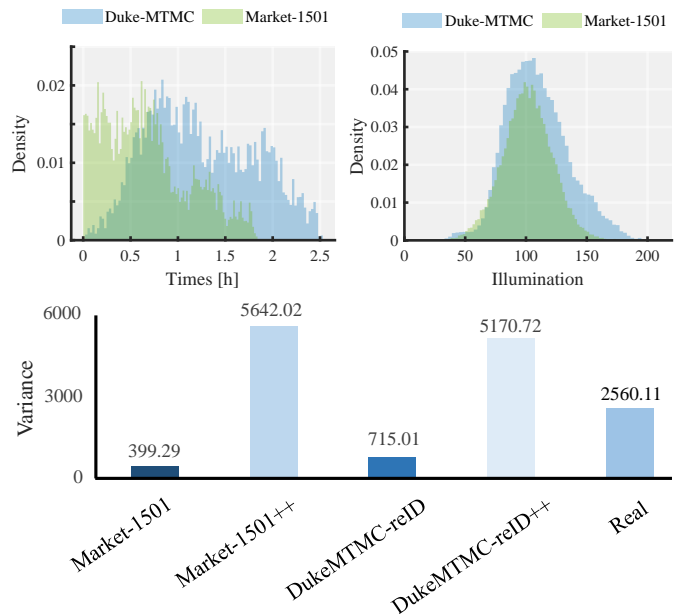 Duke-MTMC Market-1501
Density
0.02
0.01
0
0 0.5 1 1.5 2 2.5
Times [h]
Duke-MTMC Market-1501
Density
0.05
0.04
0.03
0.02
0.01
0
0 50 100 150 200
Illumination
Variance
6000
3000
0
399.29
5642.02
715.01
5170.72
2560.11
Market-1501
Market-1501++
DukeMTMC-reID
DukeMTMC-reID++
Real